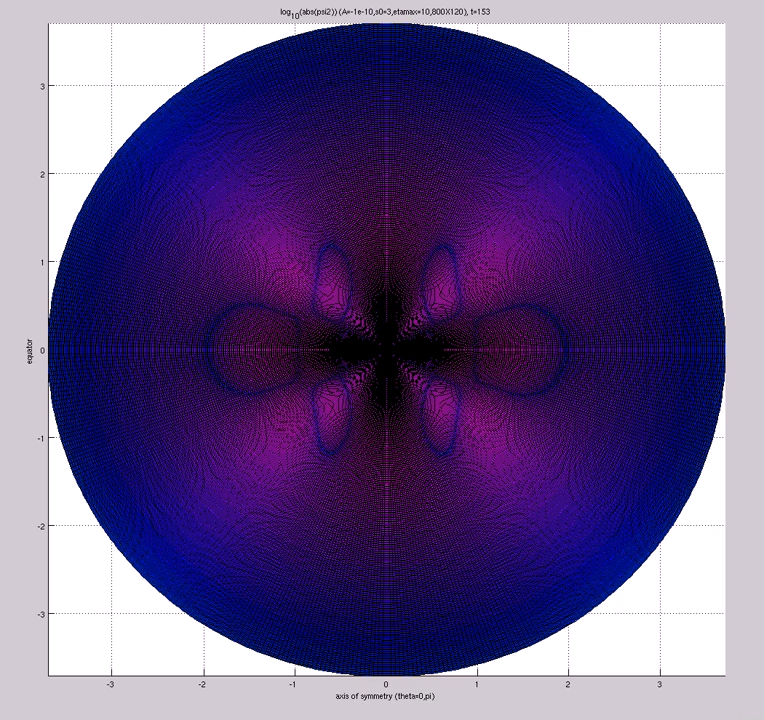 log10(abs(psi2)) (A=-1e-10,s0=3,etamax=10,800X120), t=153
3
2
1
0
-1
-2
-3
equator
-3 -2 -1 0 1 2 3
axis of symmetry (theta=0,pi)